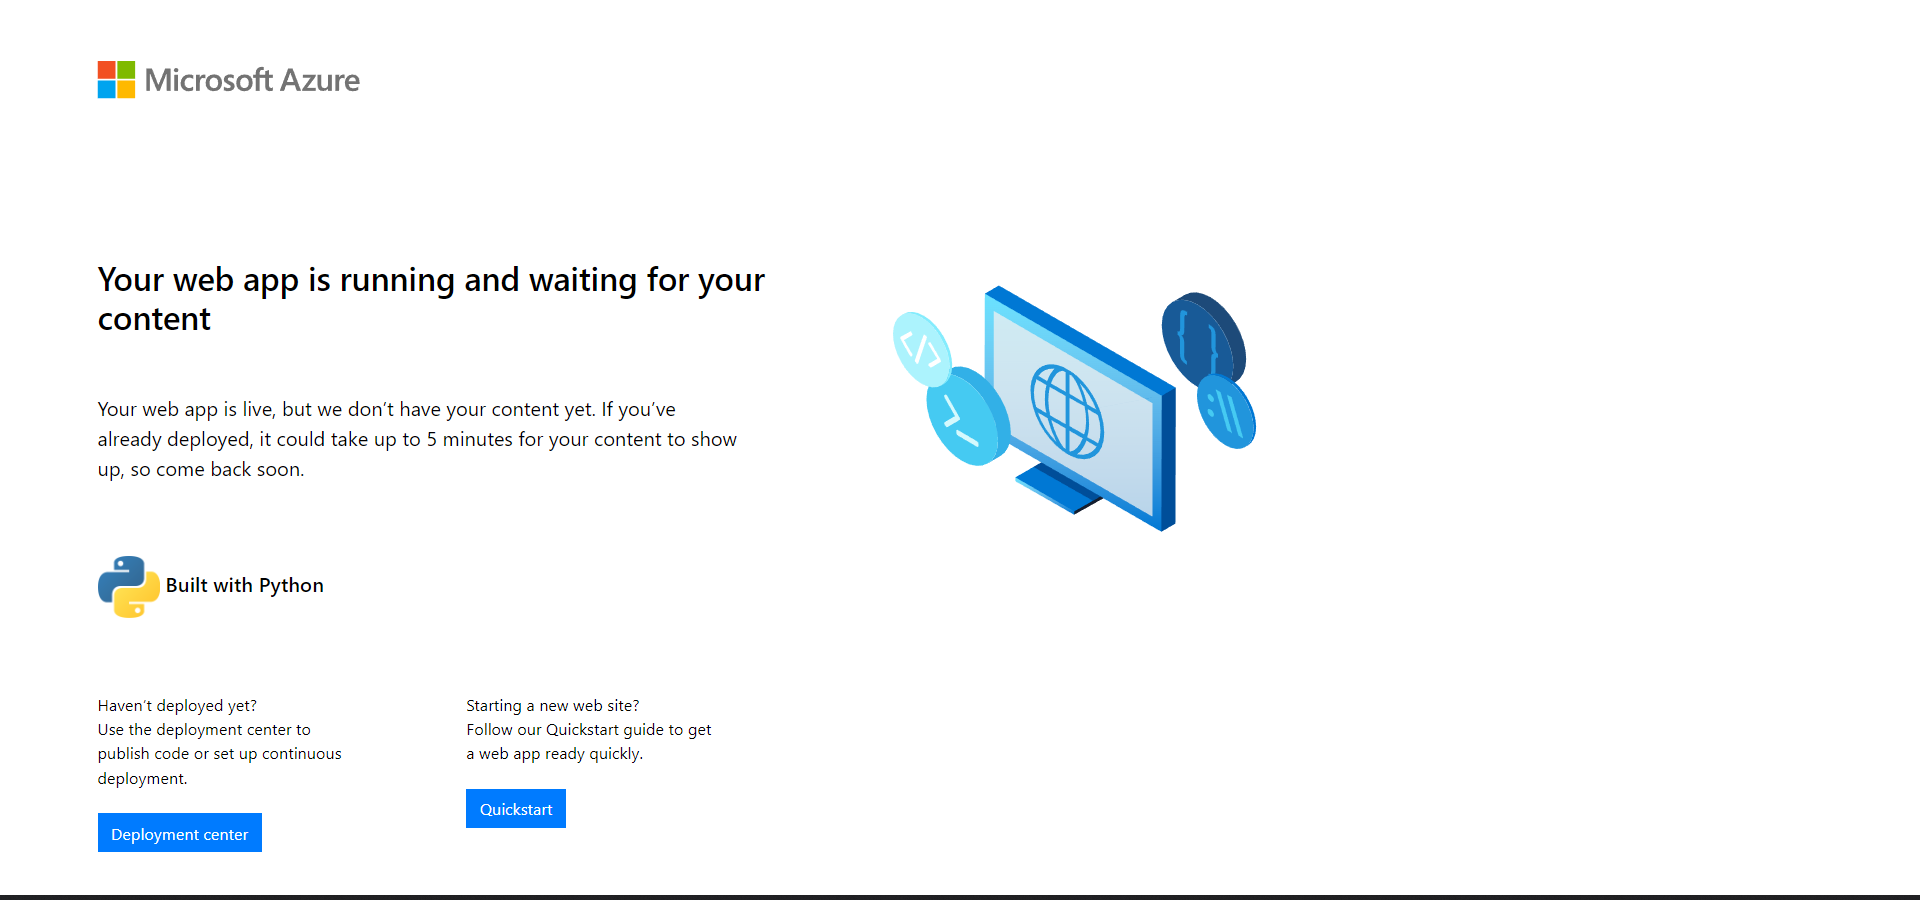 Microsoft Azure
Your web app is running and waiting for your
content
Your web app is live, but we don’t have your content yet. If you’ve
already deployed, it could take up to 5 minutes for your content to show
up, so come back soon.
Built with Python
Haven’t deployed yet?
Use the deployment center to
publish code or set up continuous
deployment.
Deployment center
Starting a new web site?
Follow our Quickstart guide to get
a web app ready quickly.
Quickstart